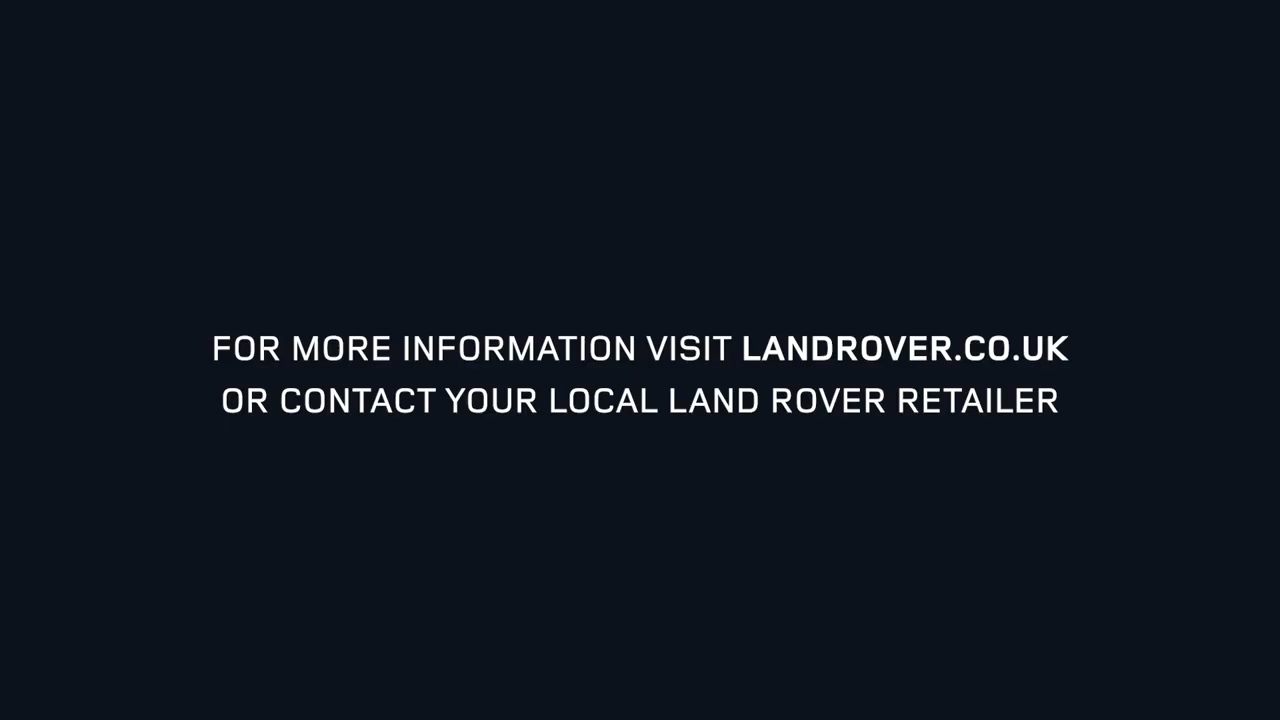 FOR MORE INFORMATION VISIT LANDROVER.CO.UK
OR CONTACT YOUR LOCAL LAND ROVER RETAILER